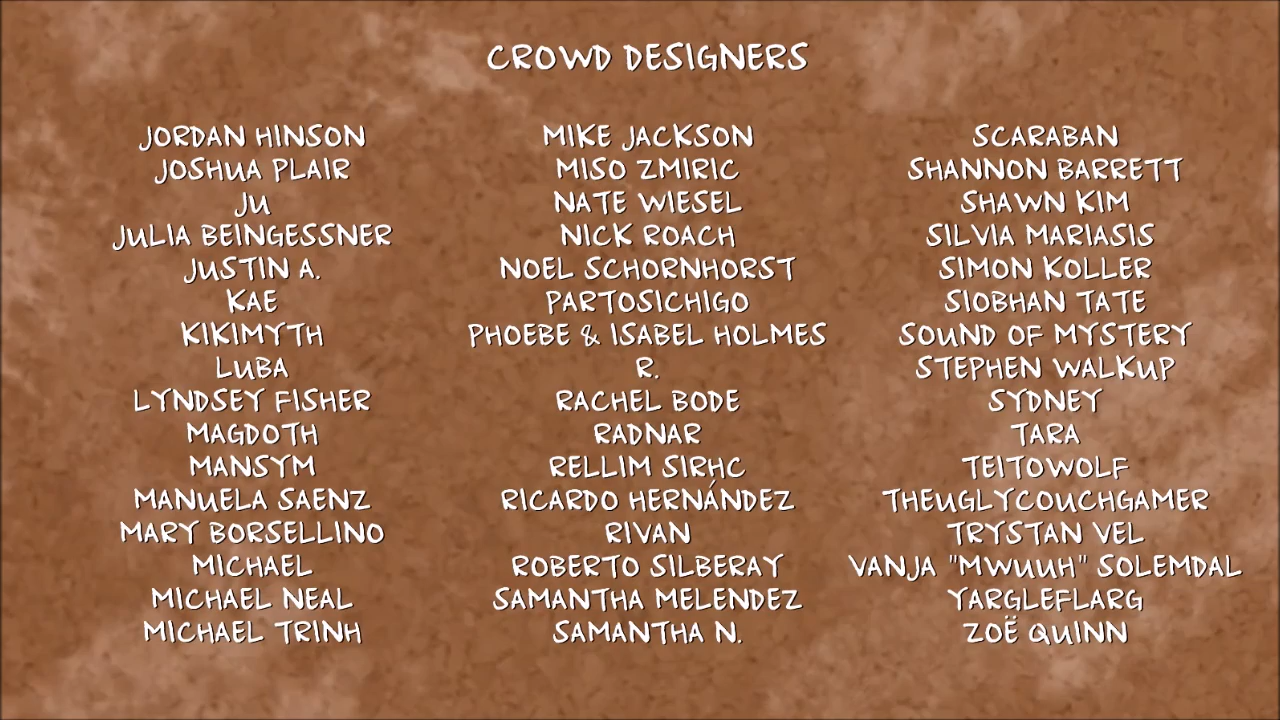 CROWD DESIGNERS
JORDAN HINSON
JOSHUA PLAIR
JU
JULIA BEINGESSNER
JUSTIN A.
KAE
KIKIMYTH
LUBA
LYNDSEY FISHER
MAGDOTH
MANSYM
MANUELA SAENZ
MARY BORSELLINO
MICHAEL
MICHAEL NEAL
MICHAEL TRINH
MIKE JACKSON
MISO ZMIRIC
NATE WIESEL
NICK ROACH
NOEL SCHORNHORST
PARTOSICHIGO
PHOEBE & ISABEL HOLMES
R.
RACHEL BODE
RADNAR
RELLIM SIRHC
RICARDO HERNÁNDEZ
RIVAN
ROBERTO SILBERAY
SAMANTHA MELENDEZ
SAMANTHA N.
SCARABAN
SHANNON BARRETT
SHAWN KIM
SILVIA MARIASIS
SIMON KOLLER
SIOBHAN TATE
SOUND OF MYSTERY
STEPHEN WALKUP
SYDNEY
TARA
TEITOWOLF
THEUGLYCOUCHGAMER
TRYSTAN VEL
VANJA "MWUUH" SOLEMDAL
YARGLEFLARG
ZOË QUINN